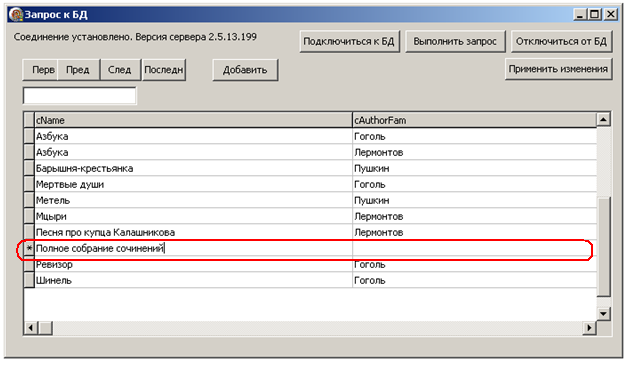 Запрос к БД
Соединение установлено. Версия сервера 2.5.13.199
Подключиться к БД Выполнить запрос Отключиться от БД
Перв Пред След Последн Добавить Применить изменения
cName cAuthorFam
Азбука Гоголь
Азбука Лермонтов
Барышня-крестьянка Пушкин
Мертвые души Гоголь
Метель Пушкин
Мцыри Лермонтов
Песня про купца Калашникова Лермонтов
* Полное собрание сочинений
Ревизор Гоголь
Шинель Гоголь